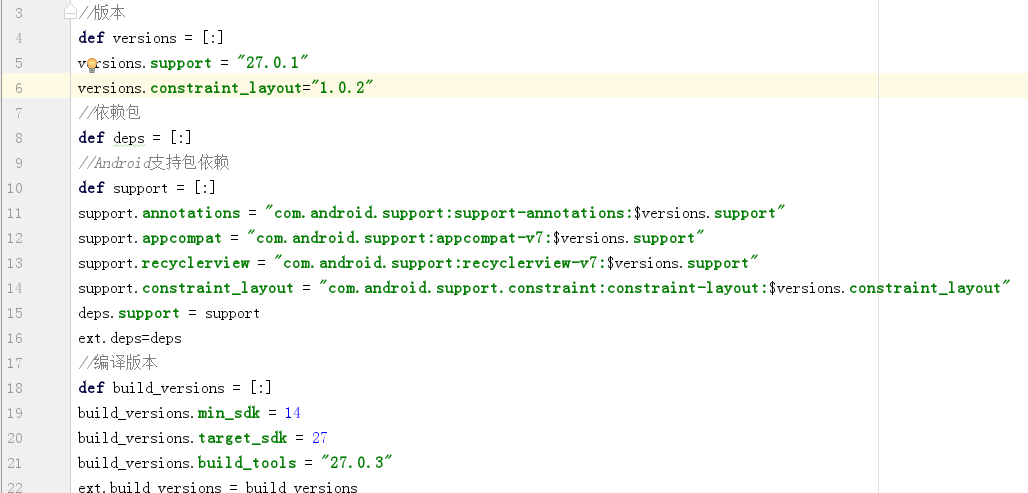 3 //版本
4 def versions = [:]
5 versions.support = "27.0.1"
6 versions.constraint_layout="1.0.2"
7 //依赖包
8 def deps = [:]
9 //Android支持包依赖
10 def support = [:]
11 support.annotations = "com.android.support:support-annotations:$versions.support"
12 support.appcompat = "com.android.support:appcompat-v7:$versions.support"
13 support.recyclerview = "com.android.support:recyclerview-v7:$versions.support"
14 support.constraint_layout = "com.android.support.constraint:constraint-layout:$versions.constraint_layout"
15 deps.support = support
16 ext.deps=deps
17 //编译版本
18 def build_versions = [:]
19 build_versions.min_sdk = 14
20 build_versions.target_sdk = 27
21 build_versions.build_tools = "27.0.3"
22 ext.build_versions = build_versions